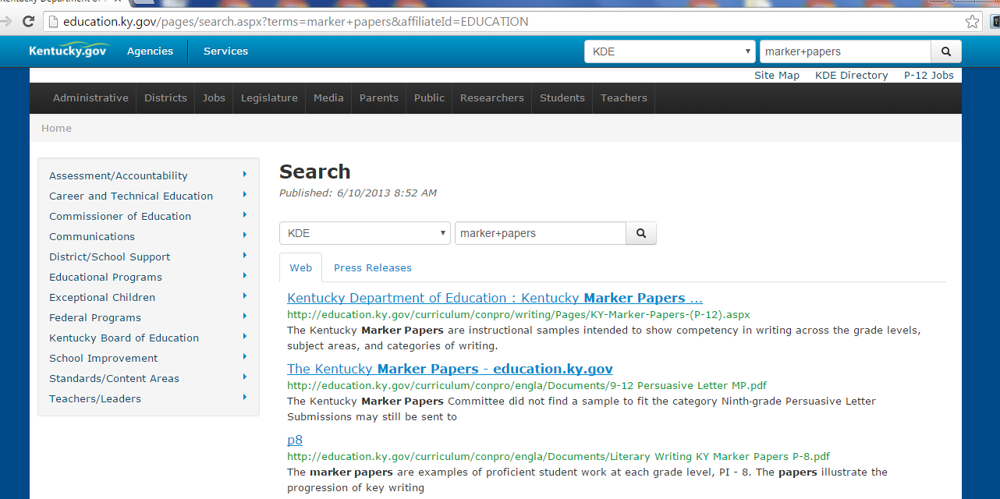 education.ky.gov/pages/search.aspx?terms=marker+papers&affiliateId=EDUCATION
Kentucky.gov Agencies Services KDE marker+papers
Site Map KDE Directory P-12 Jobs
Administrative Districts Jobs Legislature Media Parents Public Researchers Students Teachers
Home
Assessment/Accountability
Career and Technical Education
Commissioner of Education
Communications
District/School Support
Educational Programs
Exceptional Children
Federal Programs
Kentucky Board of Education
School Improvement
Standards/Content Areas
Teachers/Leaders
Search
Published: 6/10/2013 8:52 AM
KDE marker+papers
Web Press Releases
Kentucky Department of Education : Kentucky Marker Papers ...
http://education.ky.gov/curriculum/conpro/writing/Pages/KY-Marker-Papers-(P-12).aspx
The Kentucky Marker Papers are instructional samples intended to show competency in writing across the grade levels,
subject areas, and categories of writing.
The Kentucky Marker Papers - education.ky.gov
http://education.ky.gov/curriculum/conpro/engla/Documents/9-12 Persuasive Letter MP.pdf
The Kentucky Marker Papers Committee did not find a sample to fit the category Ninth-grade Persuasive Letter
Submissions may still be sent to
p8
http://education.ky.gov/curriculum/conpro/engla/Documents/Literary Writing KY Marker Papers P-8.pdf
The marker papers are examples of proficient student work at each grade level, PI - 8. The papers illustrate the
progression of key writing